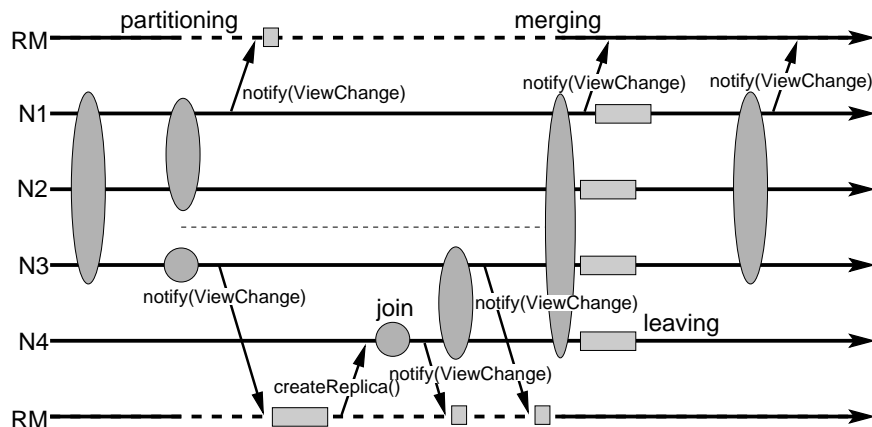 partitioning
merging
RM
notify(ViewChange)
notify(ViewChange)
notify(ViewChange)
N1
N2
N3
notify(ViewChange)
notify(ViewChange)
join
leaving
N4
notify(ViewChange)
createReplica()
RM